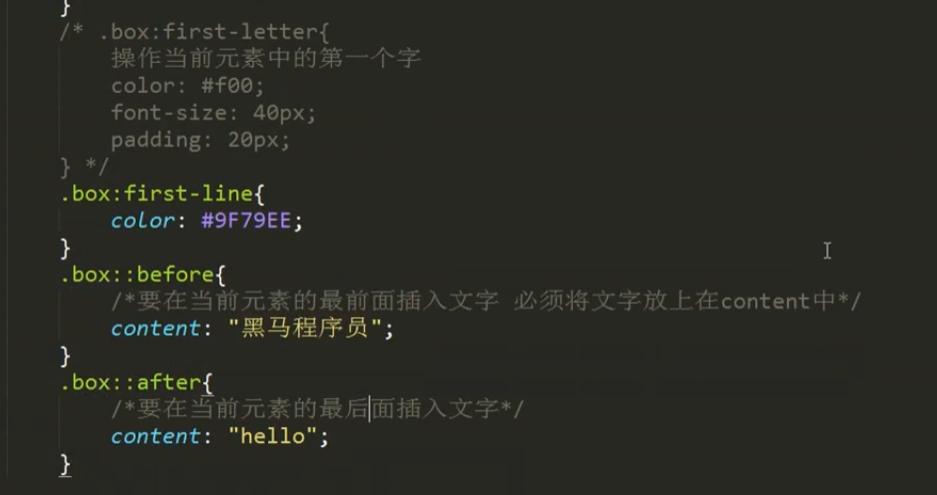 }
/* .box:first-letter{
操作当前元素中的第一个字
color: #f00;
font-size: 40px;
padding: 20px;
} */
.box:first-line{
color: #9F79EE;
}
.box::before{
/*要在当前元素的最前面插入文字 必须将文字放上在content中*/
content: "黑马程序员";
}
.box::after{
/*要在当前元素的最后面插入文字*/
content: "hello";
}